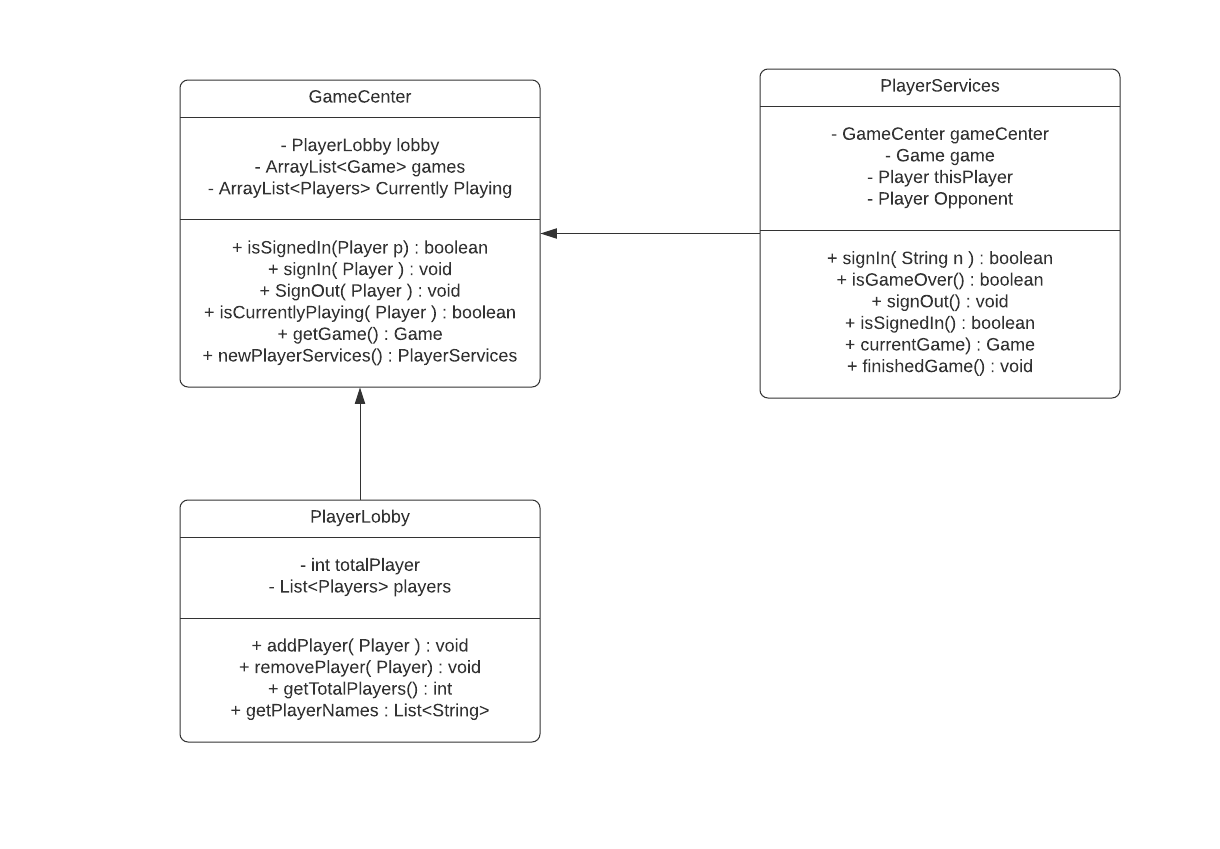 GameCenter
- PlayerLobby lobby
- ArrayList<Game> games
- ArrayList<Players> Currently Playing
+ isSignedIn(Player p) : boolean
+ signIn( Player ) : void
+ SignOut( Player ) : void
+ isCurrentlyPlaying( Player ) : boolean
+ getGame() : Game
+ newPlayerServices() : PlayerServices
PlayerServices
- GameCenter gameCenter
- Game game
- Player thisPlayer
- Player Opponent
+ signIn( String n ) : boolean
+ isGameOver() : boolean
+ signOut() : void
+ isSignedIn() : boolean
+ currentGame) : Game
+ finishedGame() : void
PlayerLobby
- int totalPlayer
- List<Players> players
+ addPlayer( Player ) : void
+ removePlayer( Player) : void
+ getTotalPlayers() : int
+ getPlayerNames : List<String>